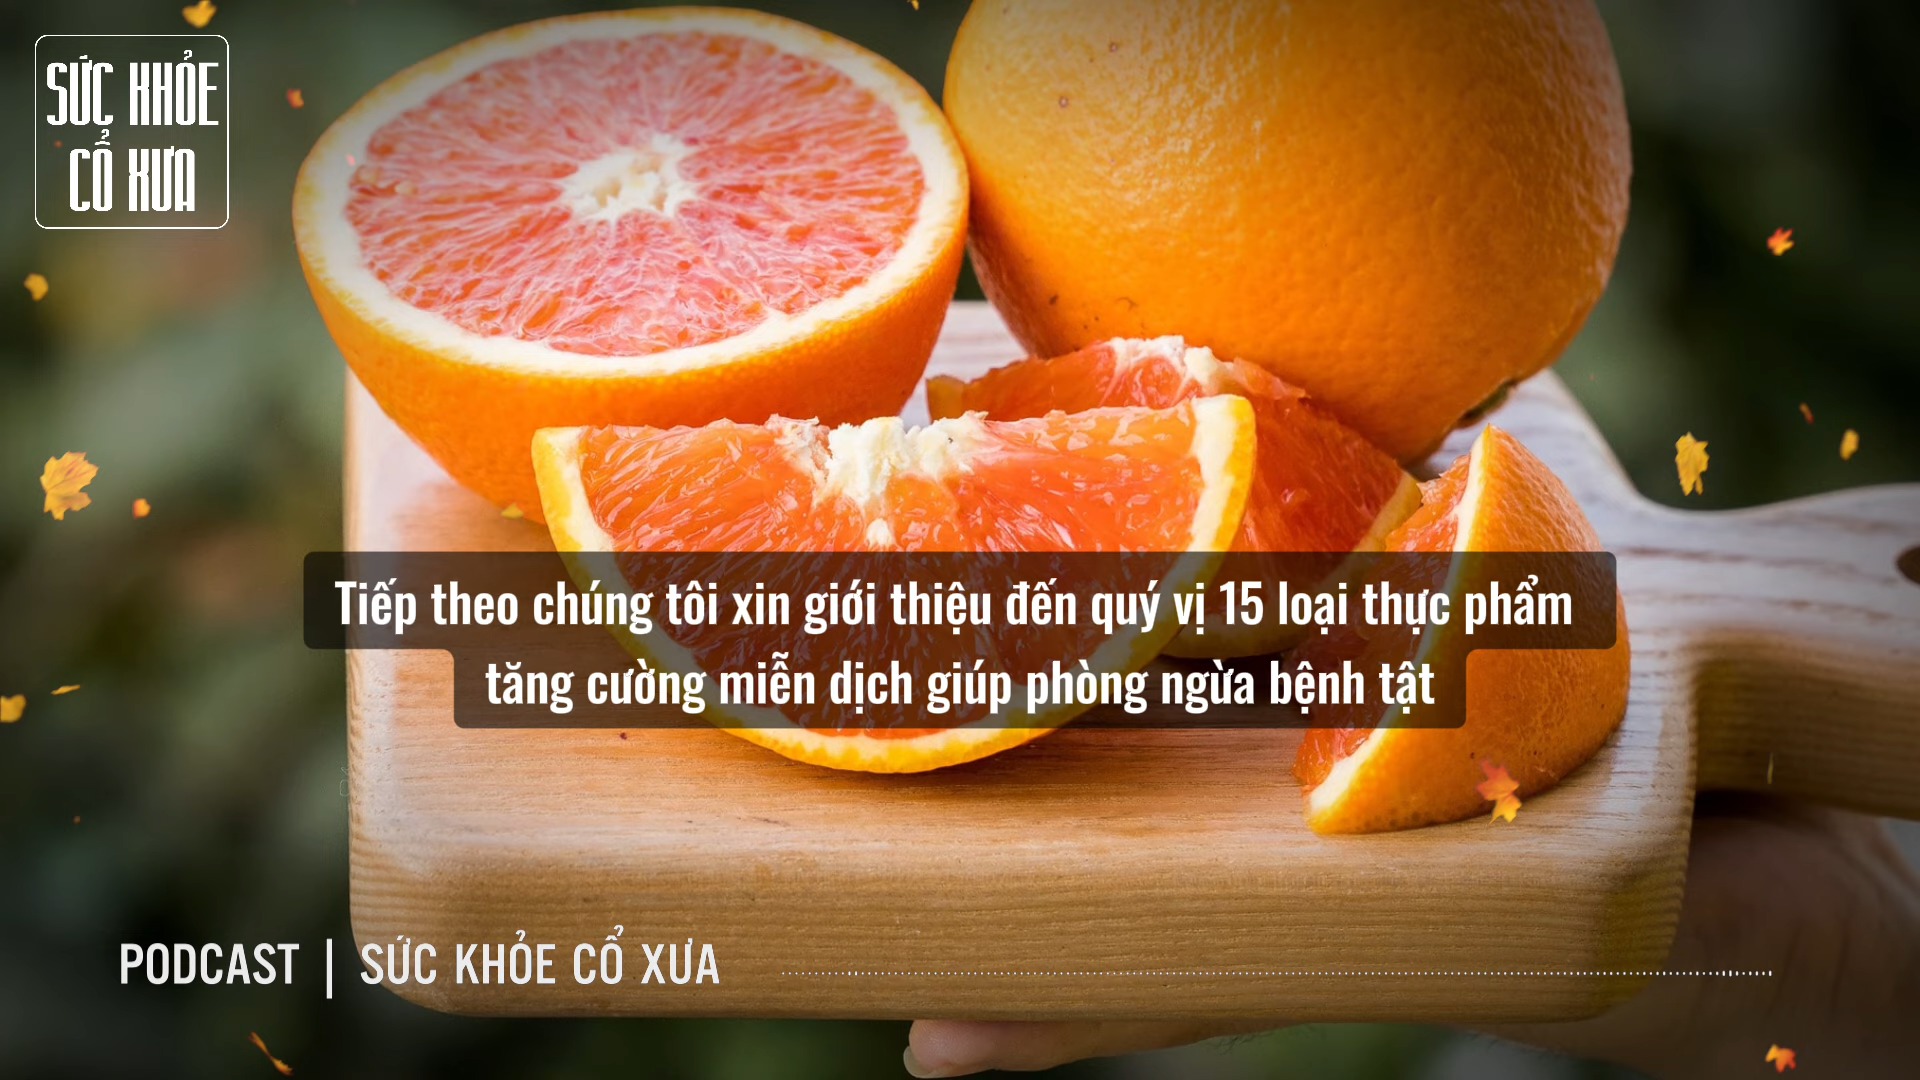 SỨC KHỎE
CỔ XƯA
Tiếp theo chúng tôi xin giới thiệu đến quý vị 15 loại thực phẩm
tăng cường miễn dịch giúp phòng ngừa bệnh tật
PODCAST | SỨC KHỎE CỔ XƯA